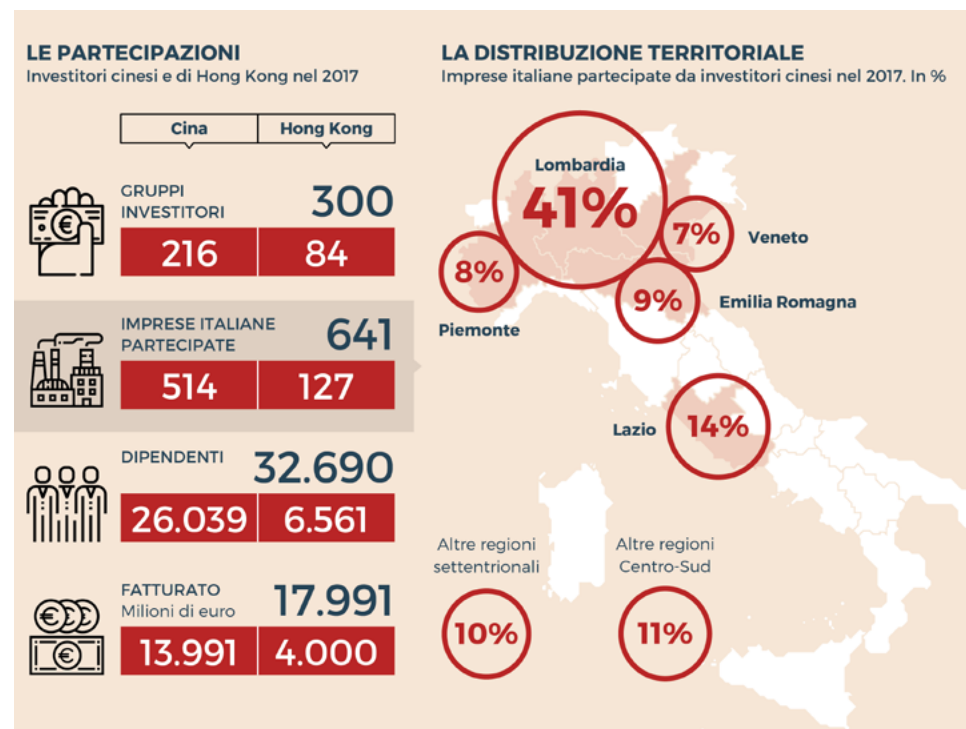 LE PARTECIPAZIONI
Investitori cinesi e di Hong Kong nel 2017
Cina
Hong Kong
GRUPPI
INVESTITORI
300
216
84
IMPRESE ITALIANE
PARTECIPATE
641
514
127
DIPENDENTI
32.690
26.039
6.561
FATTURATO
Milioni di euro
17.991
13.991
4.000
LA DISTRIBUZIONE TERRITORIALE
Imprese italiane partecipate da investitori cinesi nel 2017. In %
Lombardia
41%
7%
Veneto
8%
Piemonte
9%
Emilia Romagna
Lazio
14%
Altre regioni
settentrionali
10%
Altre regioni
Centro-Sud
11%